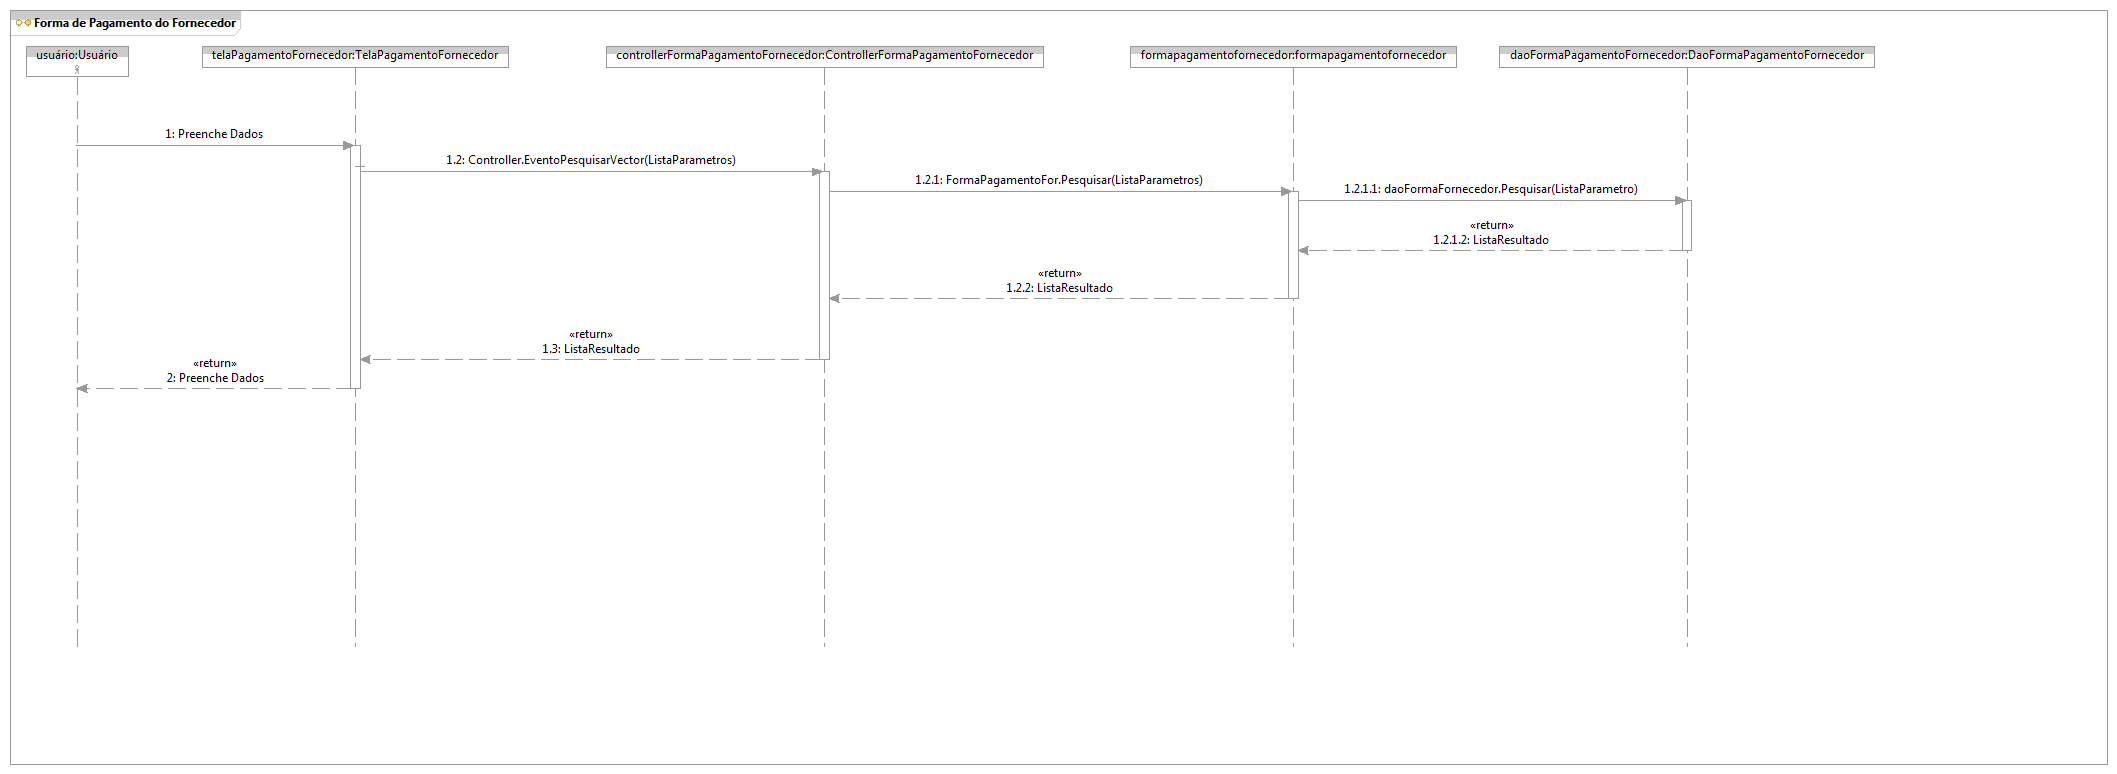 Forma de Pagamento do Fornecedor
usuário:Usuário
telaPagamentoFornecedor:TelaPagamentoFornecedor
controllerFormaPagamentoFornecedor:ControllerFormaPagamentoFornecedor
formapagamentofornecedor:formapagamentofornecedor
daoFormaPagamentoFornecedor:DaoFormaPagamentoFornecedor
1: Preenche Dados
1.2: Controller.EventoPesquisarVector(ListaParametros)
1.2.1: FormaPagamentoFor.Pesquisar(ListaParametros)
1.2.1.1: daoFormaFornecedor.Pesquisar(ListaParametro)
«return»
1.2.1.2: ListaResultado
«return»
1.2.2: ListaResultado
«return»
1.3: ListaResultado
«return»
2: Preenche Dados